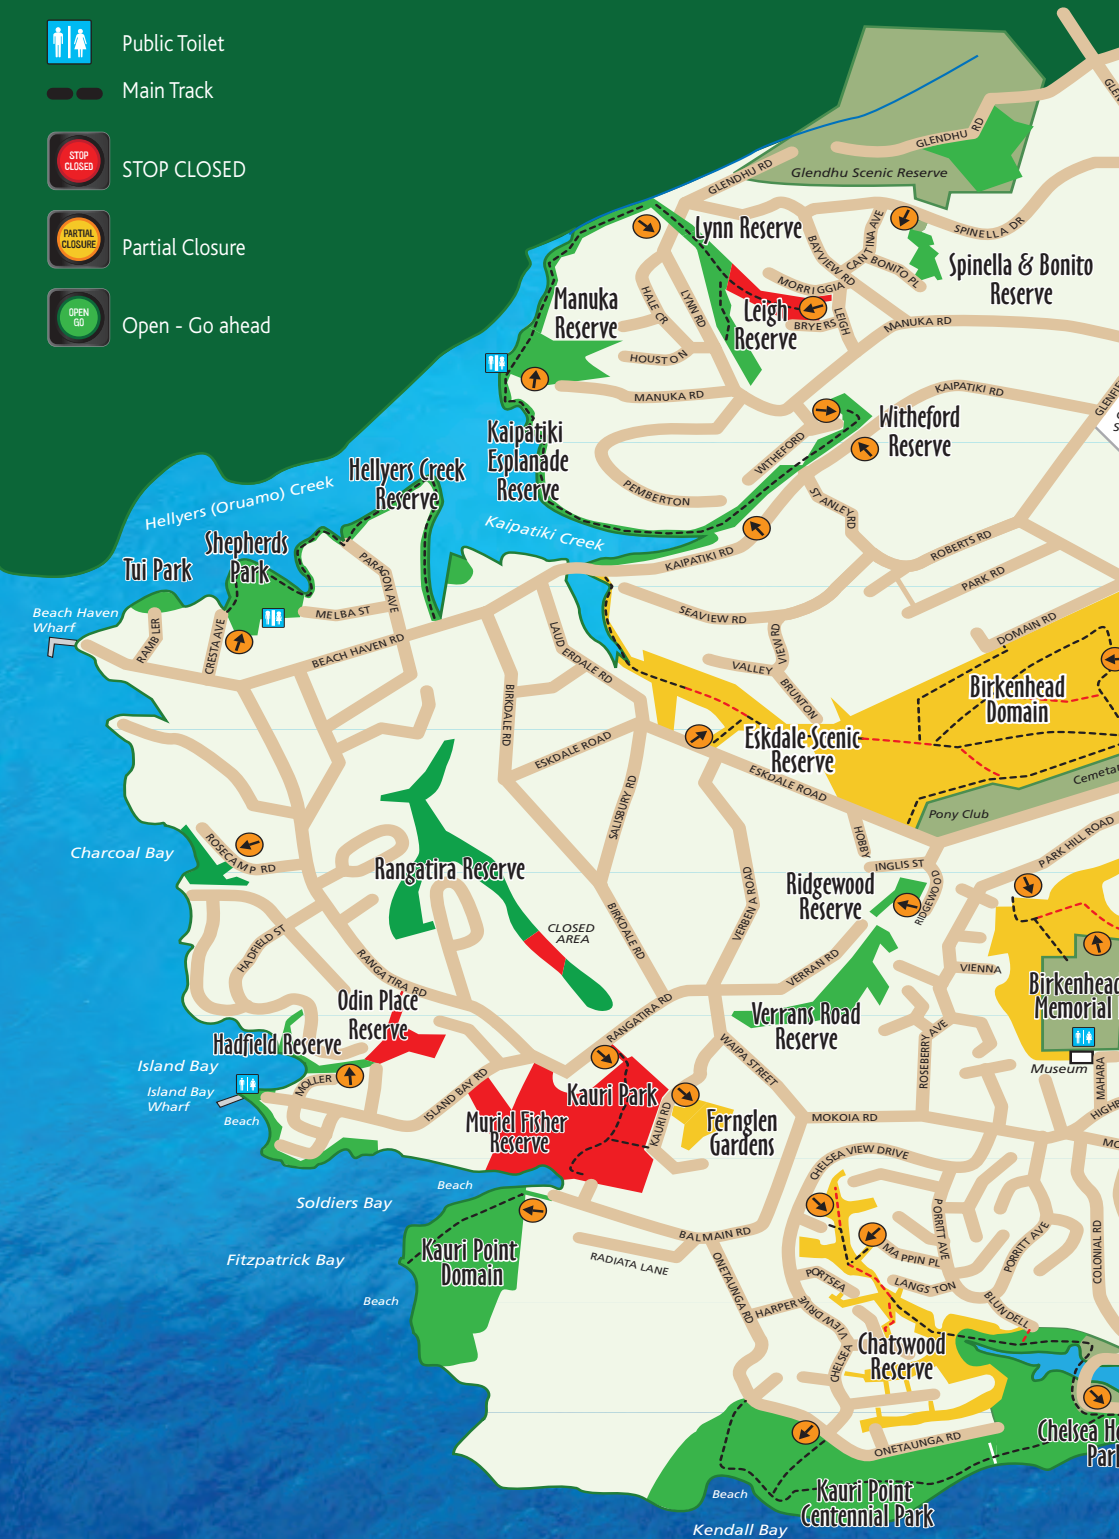 Public Toilet
Main Track
STOP
CLOSED
STOP CLOSED
PARTIAL
CLOSURE
Partial Closure
OPEN
GO
Open - Go ahead
GLENDHU RD
GLENDHU RD
Glendhu Scenic Reserve
Lynn Reserve
BAYVIEW RD
CANTINA AVE
BONITO PL
SPINELLA DR
Spinella & Bonito
Reserve
MORRIGGIA
Leigh
Reserve
BRYERS
LEIGH
MANUKA RD
Manuka
Reserve
HALE CR
LYNN RD
HOUSTON
MANUKA RD
KAIPATIKI RD
Witheford
Reserve
WITHEFORD
Kaipatiki
Esplanade
Reserve
PEMBERTON
STANLEY RD
Hellyers Creek
Reserve
Hellyers (Oruamo) Creek
Kaipatiki Creek
KAIPATIKI RD
ROBERTS RD
PARK RD
Shepherds
Park
Tui Park
PARAGON AVE
MELBA ST
Beach Haven
Wharf
RAMBLER
CRESTA AVE
BEACH HAVEN RD
LAUDERDALE RD
SEAVIEW RD
VALLEY
VIEW RD
BRUNTON
DOMAIN RD
Birkenhead
Domain
BIRKDALE RD
ESKDALE ROAD
Eskdale Scenic
Reserve
ESKDALE ROAD
Pony Club
SALISBURY RD
HOBBY
INGLIS ST
PARK HILL ROAD
RIDGEWOOD
Ridgewood
Reserve
Charcoal Bay
ROSECAMP RD
Rangatira Reserve
CLOSED
AREA
BIRKDALE RD
VERBENA ROAD
VERRAN RD
VIENNA
HADFIELD ST
RANGATIRA RD
Odin Place
Reserve
RANGATIRA RD
Verrans Road
Reserve
Memorial
Museum
MAHARA
Hadfield Reserve
Island Bay
Island Bay
Wharf
MOLLER
Beach
ISLAND BAY RD
Kauri Park
Muriel Fisher
Reserve
KAURI RD
WAIPA STREET
Fernglen
Gardens
ROSEBERY AVE
MOKOIA RD
CHELSEA VIEW DRIVE
Beach
Soldiers Bay
Fitzpatrick Bay
Beach
Kauri Point
Domain
RADIATA LANE
BALMAIN RD
ONETAUNGA RD
HARPER
PORTSEA
MAPPIN PL
LANGSTON
PORRITT AVE
PORRITT AVE
COLONIAL RD
BLUNDELL
CHELSEA VIEW DRIVE
Chatswood
Reserve
ONETAUNGA RD
Kauri Point
Centennial Park
Beach
Kendall Bay